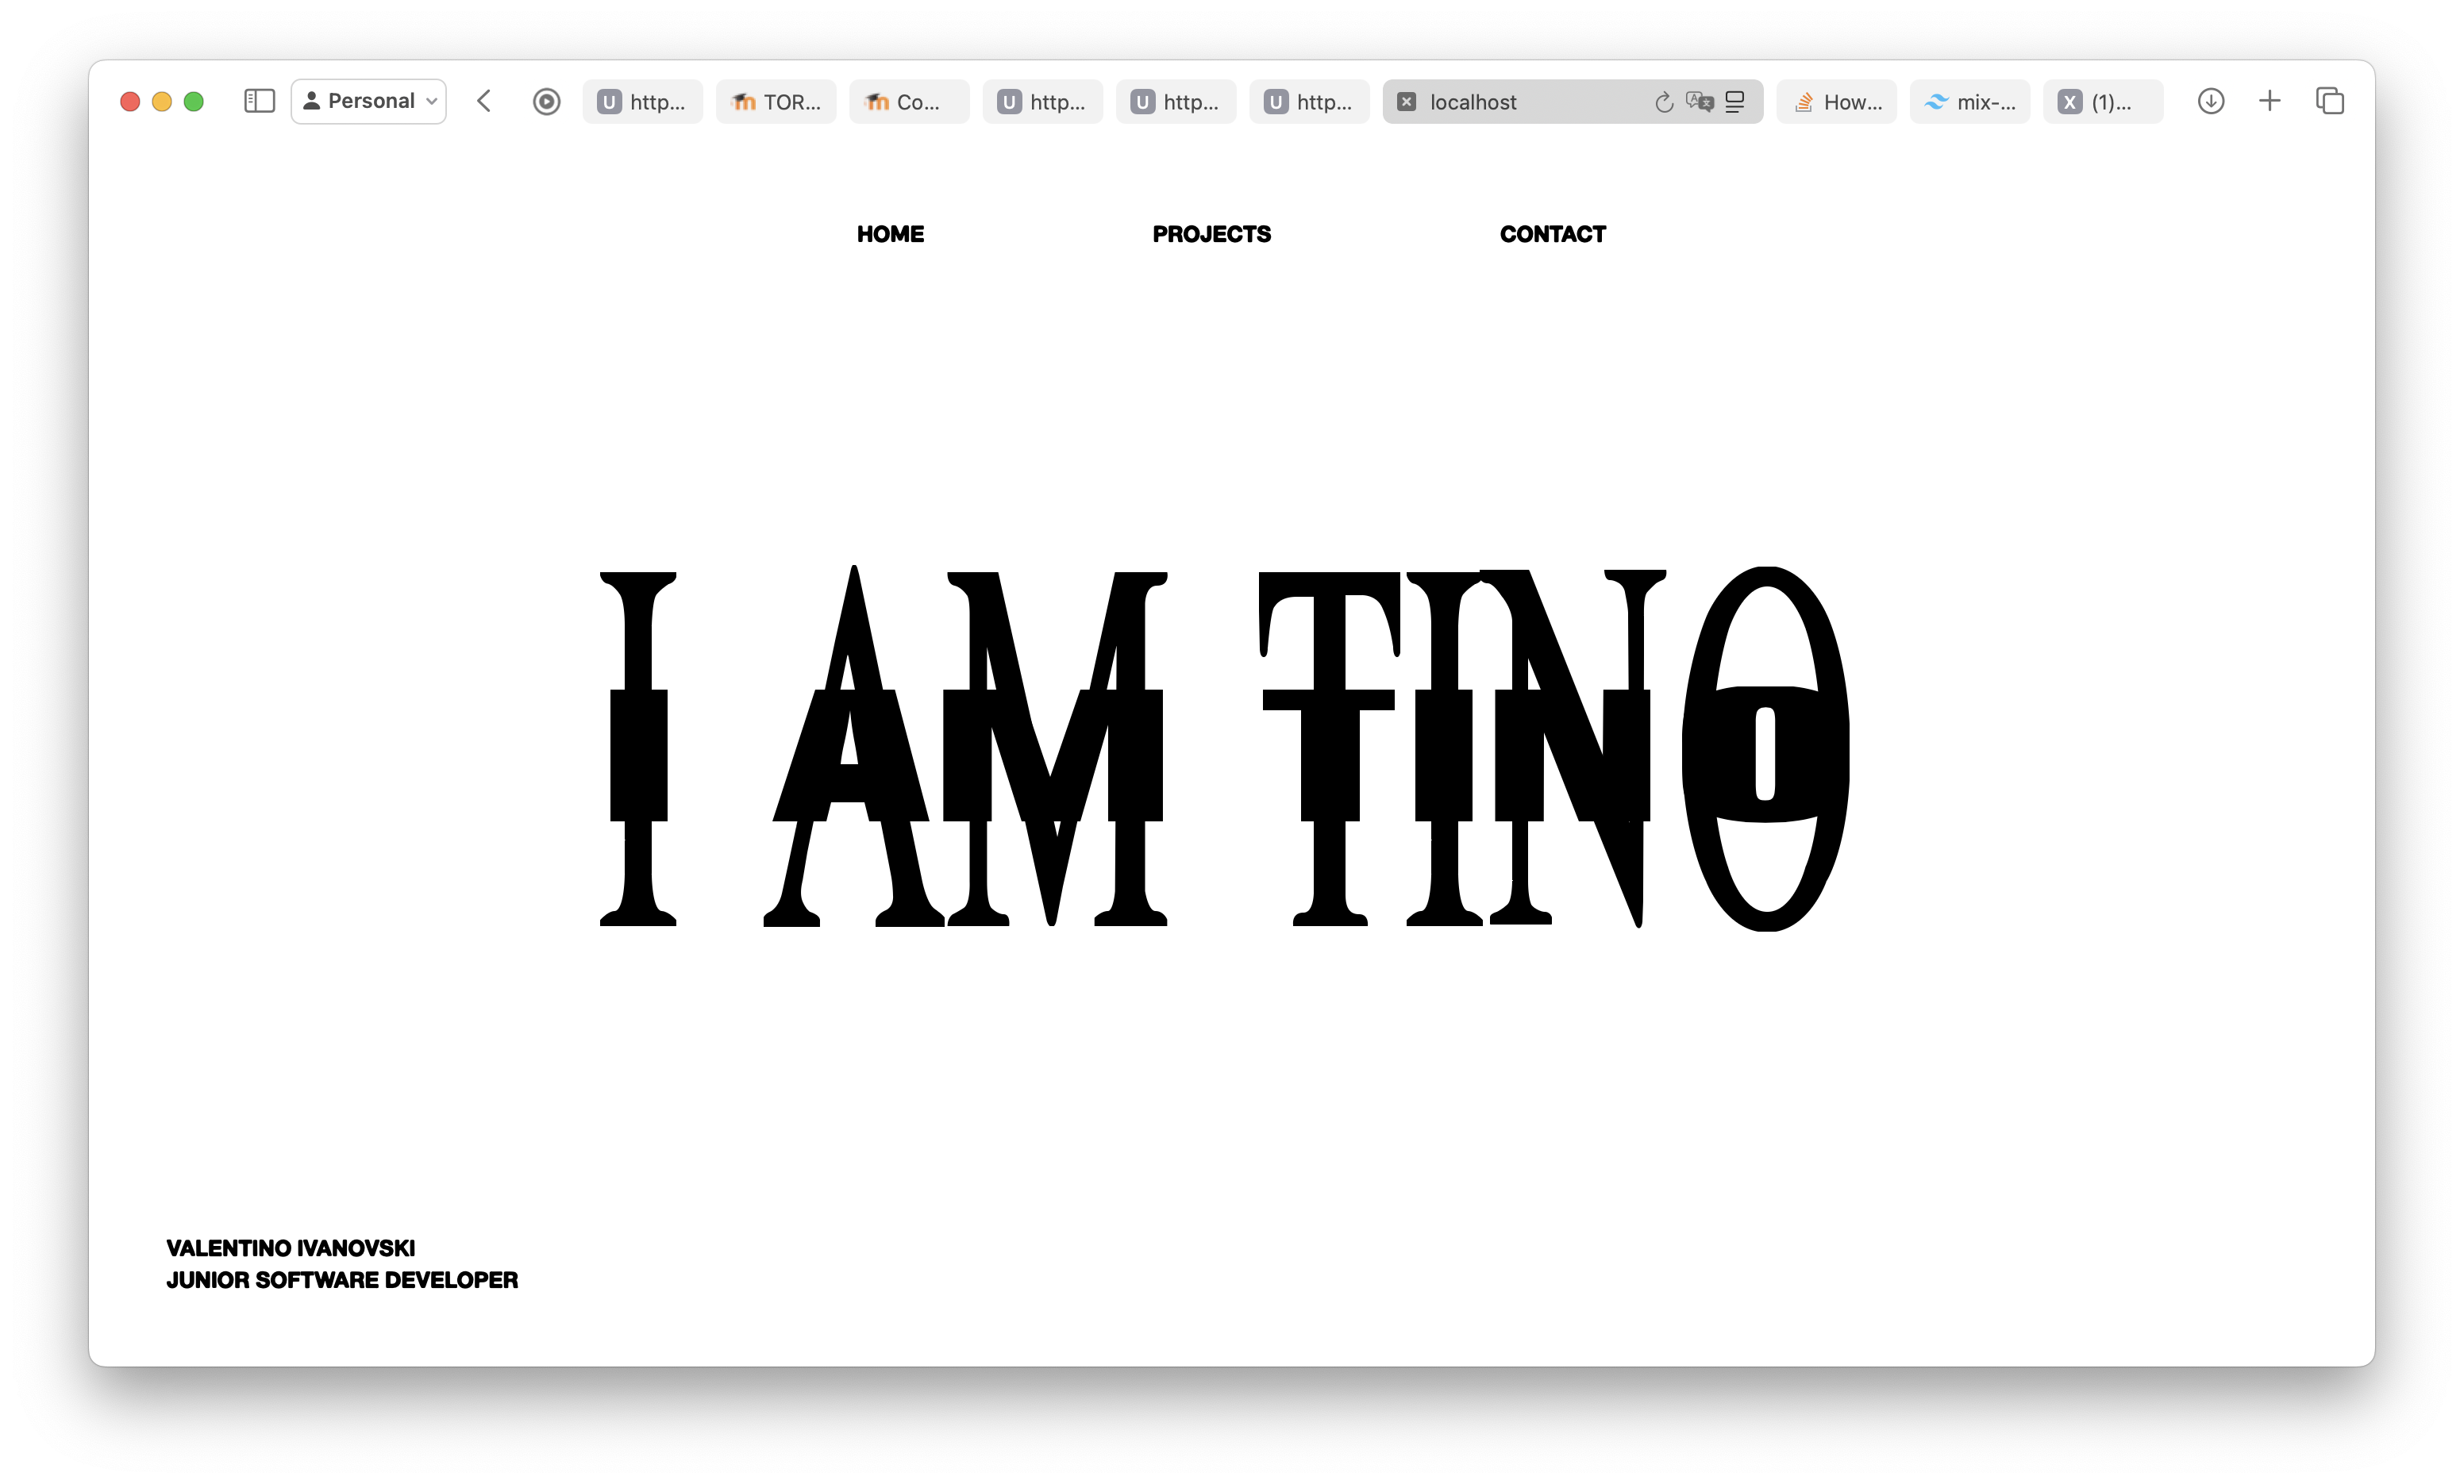 Personal
U http... TOR... Co... U http... U http... U http... localhost How... mix-... X (1)...
HOME PROJECTS CONTACT
I AM TINO
VALENTINO IVANOVSKI
JUNIOR SOFTWARE DEVELOPER